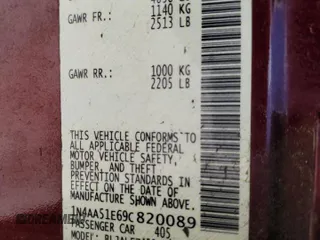 GAWR FR.: 1140 KG
2513 LB
GAWR RR.: 1000 KG
2205 LB
THIS VEHICLE CONFORMS TO
ALL APPLICABLE FEDERAL
MOTOR VEHICLE SAFETY,
BUMPER, AND THEFT
PREVENTION STANDARDS IN
EFFECT ON THE DATE OF
MANUFACTURE SHOWN ABOVE.
1N4AA51E69C820089
PASSENGER CAR 405